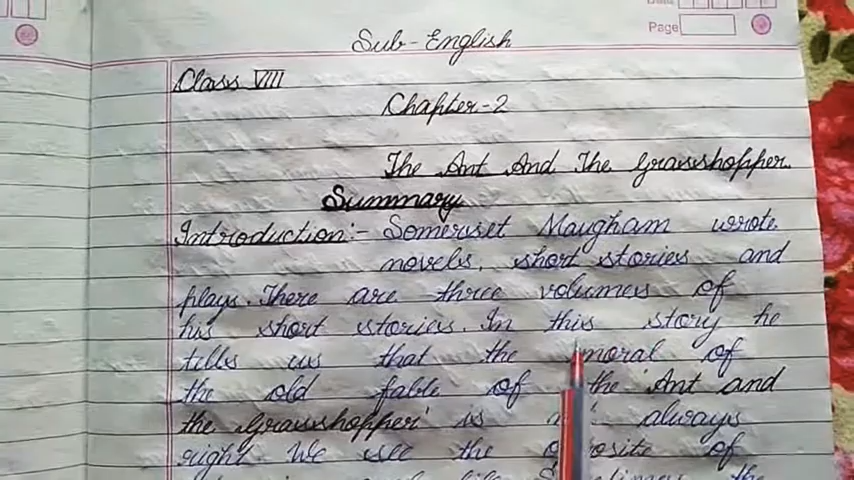 Page
Sub-English
Class VIII
Chapter-2
The Ant And The Grasshopper.
Summary
Introduction:- Somerset Maugham wrote
novels, short stories and
plays. There are three volumes of
his short stories. In this story he
tells us that the moral of
the old fable of the 'Ant and
the Grasshopper' is always
right. We see the of
the